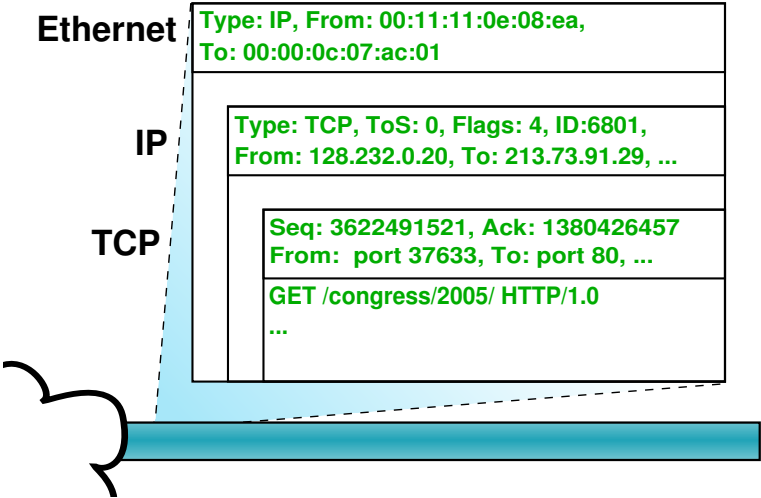 Ethernet
Type: IP, From: 00:11:11:0e:08:ea,
To: 00:00:0c:07:ac:01
IP
Type: TCP, ToS: 0, Flags: 4, ID:6801,
From: 128.232.0.20, To: 213.73.91.29, ...
TCP
Seq: 3622491521, Ack: 1380426457
From:  port 37633, To: port 80, ...
GET /congress/2005/ HTTP/1.0
...